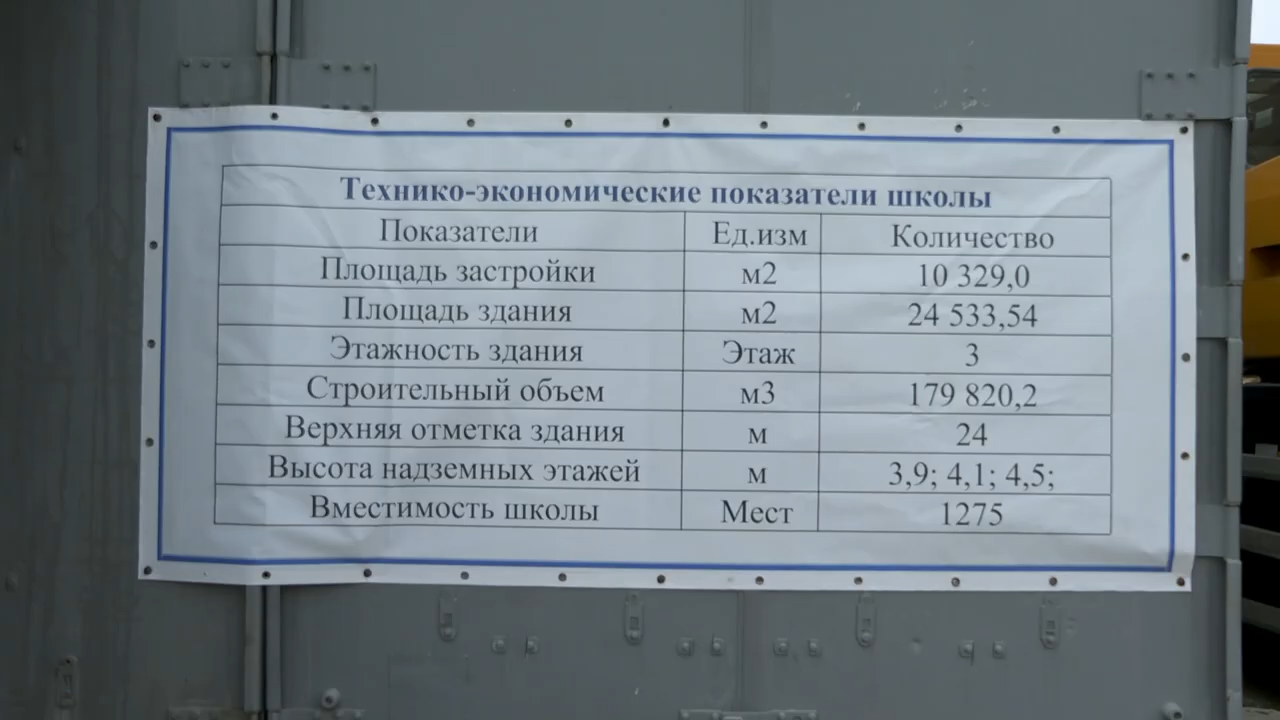 Технико-экономические показатели школы
Показатели Ед.изм Количество
Площадь застройки м2 10 329,0
Площадь здания м2 24 533,54
Этажность здания Этаж 3
Строительный объем м3 179 820,2
Верхняя отметка здания м 24
Высота надземных этажей м 3,9; 4,1; 4,5;
Вместимость школы Мест 1275